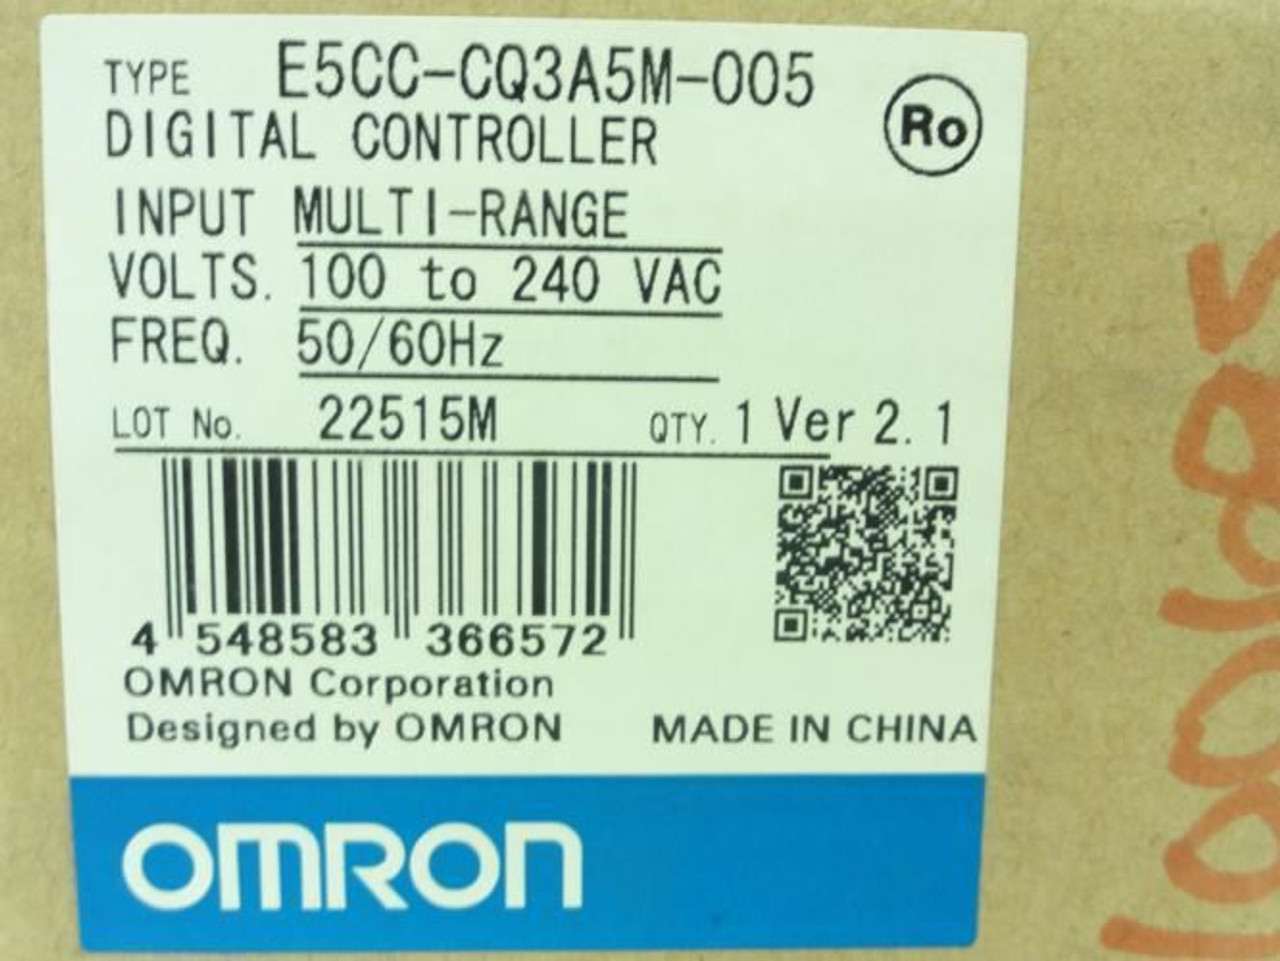 TYPE E5CC-CQ3A5M-005
DIGITAL CONTROLLER
Ro
INPUT MULTI-RANGE
VOLTS. 100 to 240 VAC
FREQ. 50/60Hz
LOT No. 22515M QTY. 1 Ver 2.1
4 548583 366572
OMRON Corporation
Designed by OMRON MADE IN CHINA
OMRON